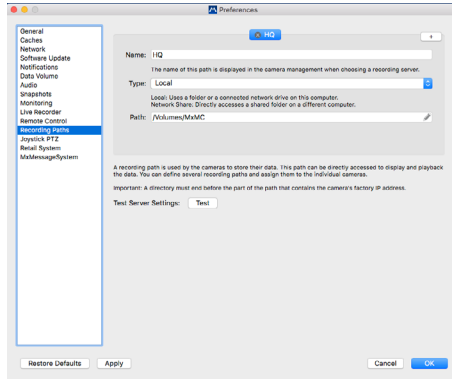 Preferences
General
Caches
Network
Software Update
Notifications
Data Volume
Audio
Snapshots
Monitoring
Live Recorder
Remote Control
Recording Paths
Joystick PTZ
Retail System
MxMessageSystem
HQ
+
Name: HQ
The name of this path is displayed in the camera management when choosing a recording server.
Type: Local
Local: Uses a folder or a connected network drive on this computer.
Network Share: Directly accesses a shared folder on a different computer.
Path: /Volumes/MxMC
A recording path is used by the cameras to store their data. This path can be directly accessed to display and playback
the data. You can define several recording paths and assign them to the individual cameras.
Important: A directory must end before the part of the path that contains the camera's factory IP address.
Test Server Settings: Test
Restore Defaults Apply Cancel OK